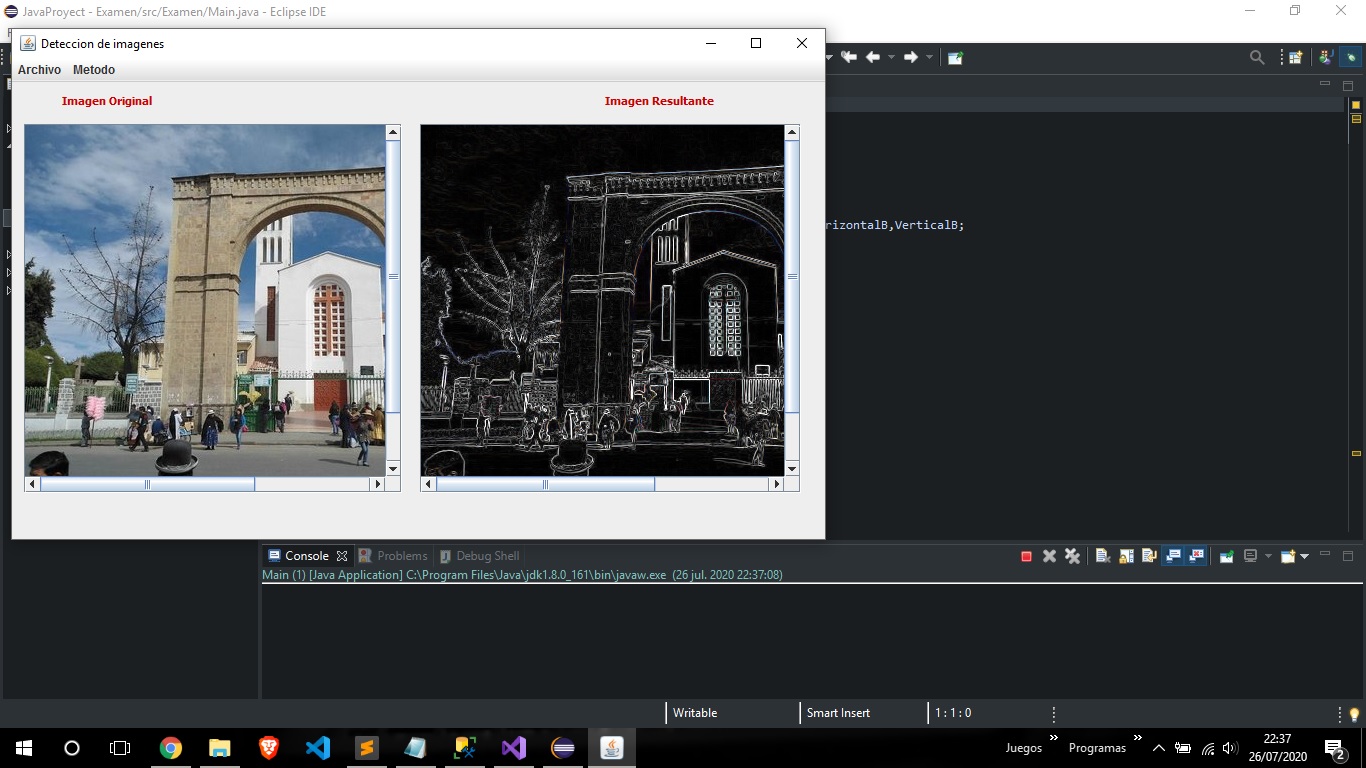 JavaProyect - Examen/src/Examen/Main.java - Eclipse IDE
Deteccion de imagenes
Archivo Metodo
Imagen Original
Imagen Resultante
rizontalB,VerticalB;
Console Problems Debug Shell
Main (1) [Java Application] C:\Program Files\Java\jdk1.8.0_161\bin\javaw.exe (26 jul. 2020 22:37:08)
Writable
Smart Insert
1 : 1 : 0
Juegos
Programas
22:37
26/07/2020
2